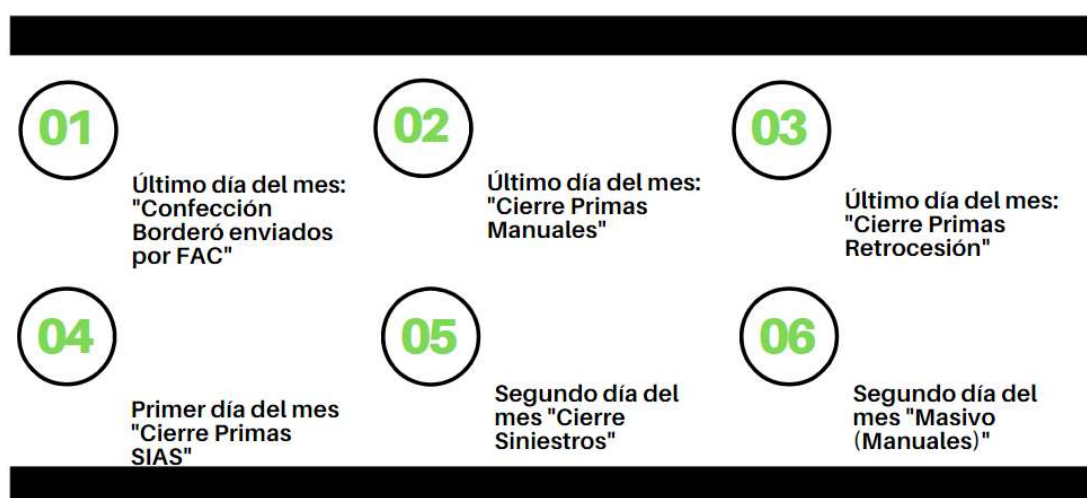 01
Último día del mes:
"Confección
Borderó enviados
por FAC"
02
Último día del mes:
"Cierre Primas
Manuales"
03
Último día del mes:
"Cierre Primas
Retrocesión"
04
Primer día del mes
"Cierre Primas
SIAS"
05
Segundo día del
mes "Cierre
Siniestros"
06
Segundo día del
mes "Masivo
(Manuales)"